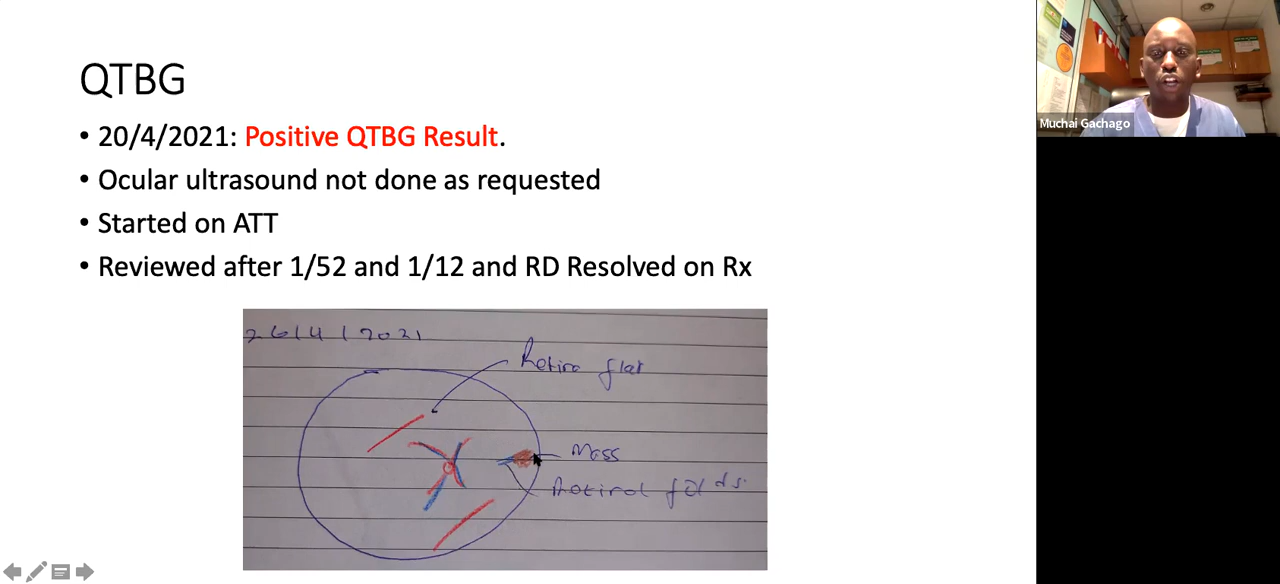 QTBG
• 20/4/2021: Positive QTBG Result.
• Ocular ultrasound not done as requested
• Started on ATT
• Reviewed after 1/52 and 1/12 and RD Resolved on Rx
26/4/2021
Retina flat
Mass
Retinal folds.
Muchai Gachago